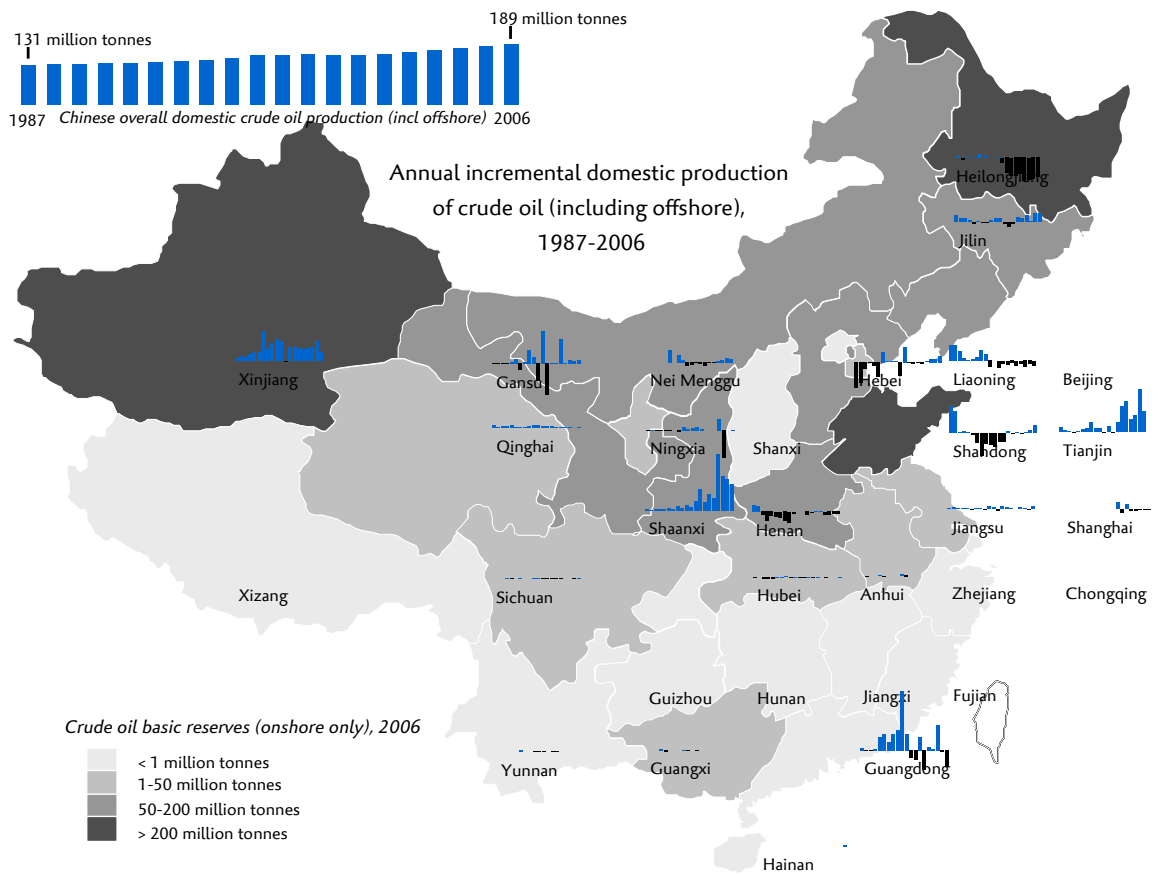 189 million tonnes
131 million tonnes
1987 Chinese overall domestic crude oil production (incl offshore) 2006
Annual incremental domestic production
of crude oil (including offshore),
1987-2006
Heilongjiang
Jilin
Xinjiang
Gansu
Nei Menggu
Hebei
Liaoning
Beijing
Qinghai
Ningxia
Shanxi
Shandong
Tianjin
Shaanxi
Henan
Jiangsu
Shanghai
Xizang
Sichuan
Hubei
Anhui
Zhejiang
Chongqing
Guizhou
Hunan
Jiangxi
Fujian
Crude oil basic reserves (onshore only), 2006
< 1 million tonnes
1-50 million tonnes
50-200 million tonnes
> 200 million tonnes
Yunnan
Guangxi
Guangdong
Hainan